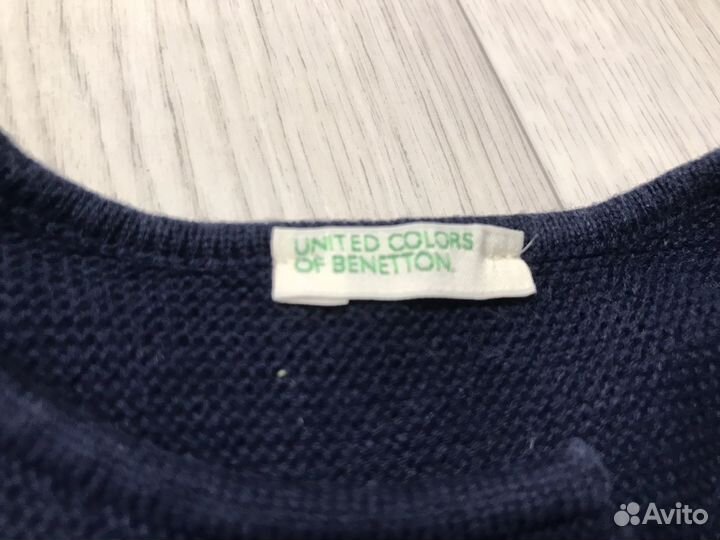 UNITED COLORS
OF BENETTON.
Avito